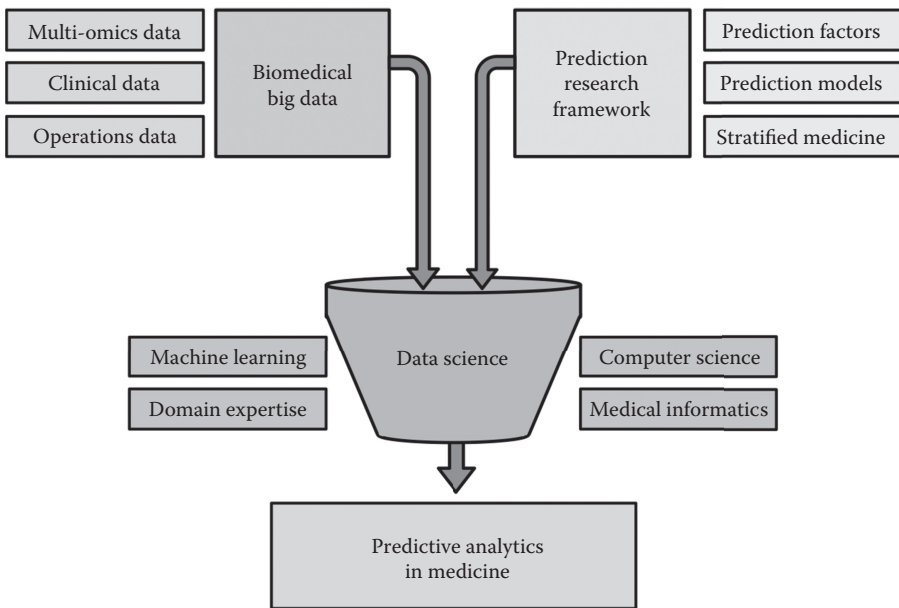 Multi-omics data
Clinical data
Operations data
Biomedical
big data
Prediction
research
framework
Prediction factors
Prediction models
Stratified medicine
Machine learning
Domain expertise
Data science
Computer science
Medical informatics
Predictive analytics
in medicine